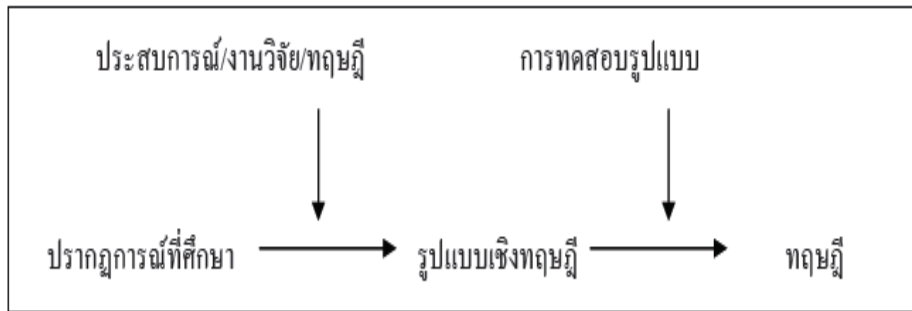 ประสบการณ์/งานวิจัย/ทฤษฎี การทดสอบรูปแบบ
ปรากฏการณ์ที่ศึกษา รูปแบบเชิงทฤษฎี ทฤษฎี